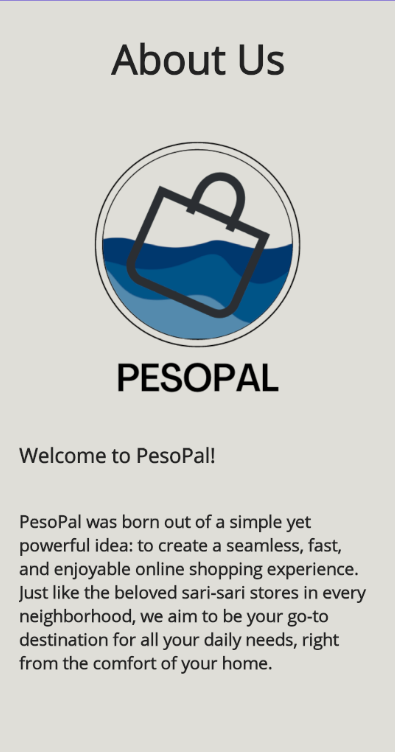 About Us
PESOPAL
Welcome to PesoPal!
PesoPal was born out of a simple yet
powerful idea: to create a seamless, fast,
and enjoyable online shopping experience.
Just like the beloved sari-sari stores in every
neighborhood, we aim to be your go-to
destination for all your daily needs, right
from the comfort of your home.